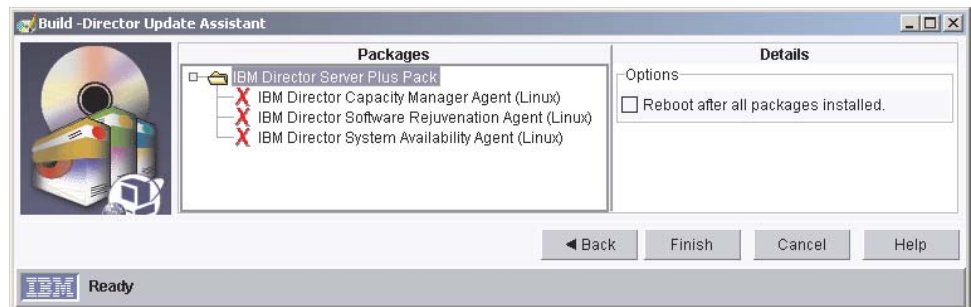 Build -Director Update Assistant
Packages
IBM Director Server Plus Pack
IBM Director Capacity Manager Agent (Linux)
IBM Director Software Rejuvenation Agent (Linux)
IBM Director System Availability Agent (Linux)
Details
Options
Reboot after all packages installed.
Back
Finish
Cancel
Help
IBM
Ready